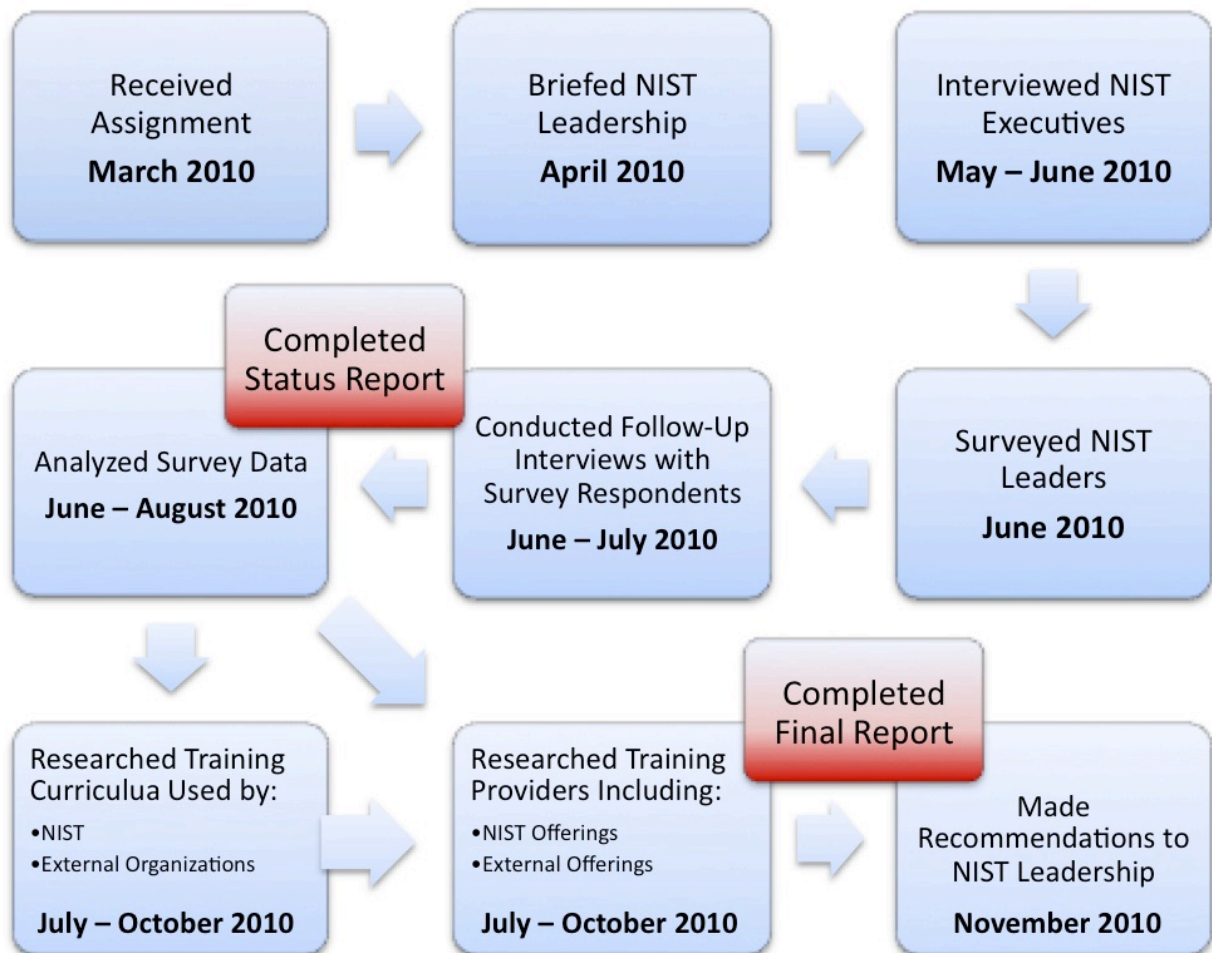 Received
Assignment
March 2010
Briefed NIST
Leadership
April 2010
Interviewed NIST
Executives
May – June 2010
Surveyed NIST
Leaders
June 2010
Conducted Follow-Up
Interviews with
Survey Respondents
June – July 2010
Completed
Status Report
Analyzed Survey Data
June – August 2010
Researched Training
Curriculua Used by:
•NIST
•External Organizations
July – October 2010
Researched Training
Providers Including:
•NIST Offerings
•External Offerings
July – October 2010
Completed
Final Report
Made
Recommendations to
NIST Leadership
November 2010